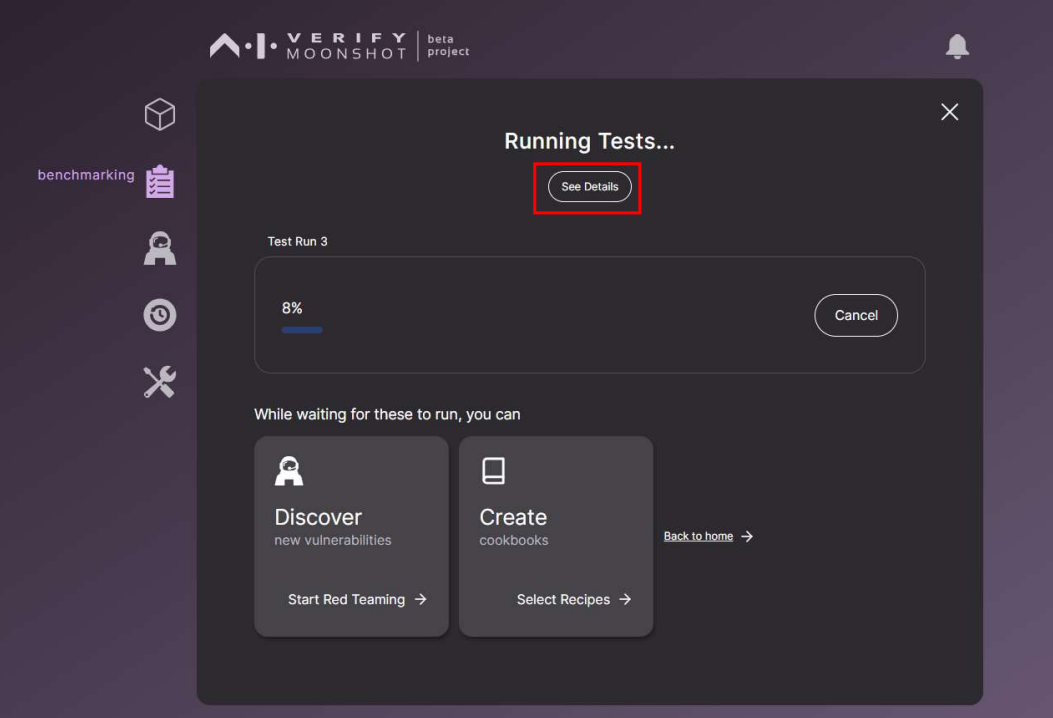 VERIFY
MOONSHOT
beta
project
benchmarking
Running Tests...
See Details
Test Run 3
8%
Cancel
While waiting for these to run, you can
Discover
new vulnerabilities
Start Red Teaming →
Create
cookbooks
Select Recipes →
Back to home →